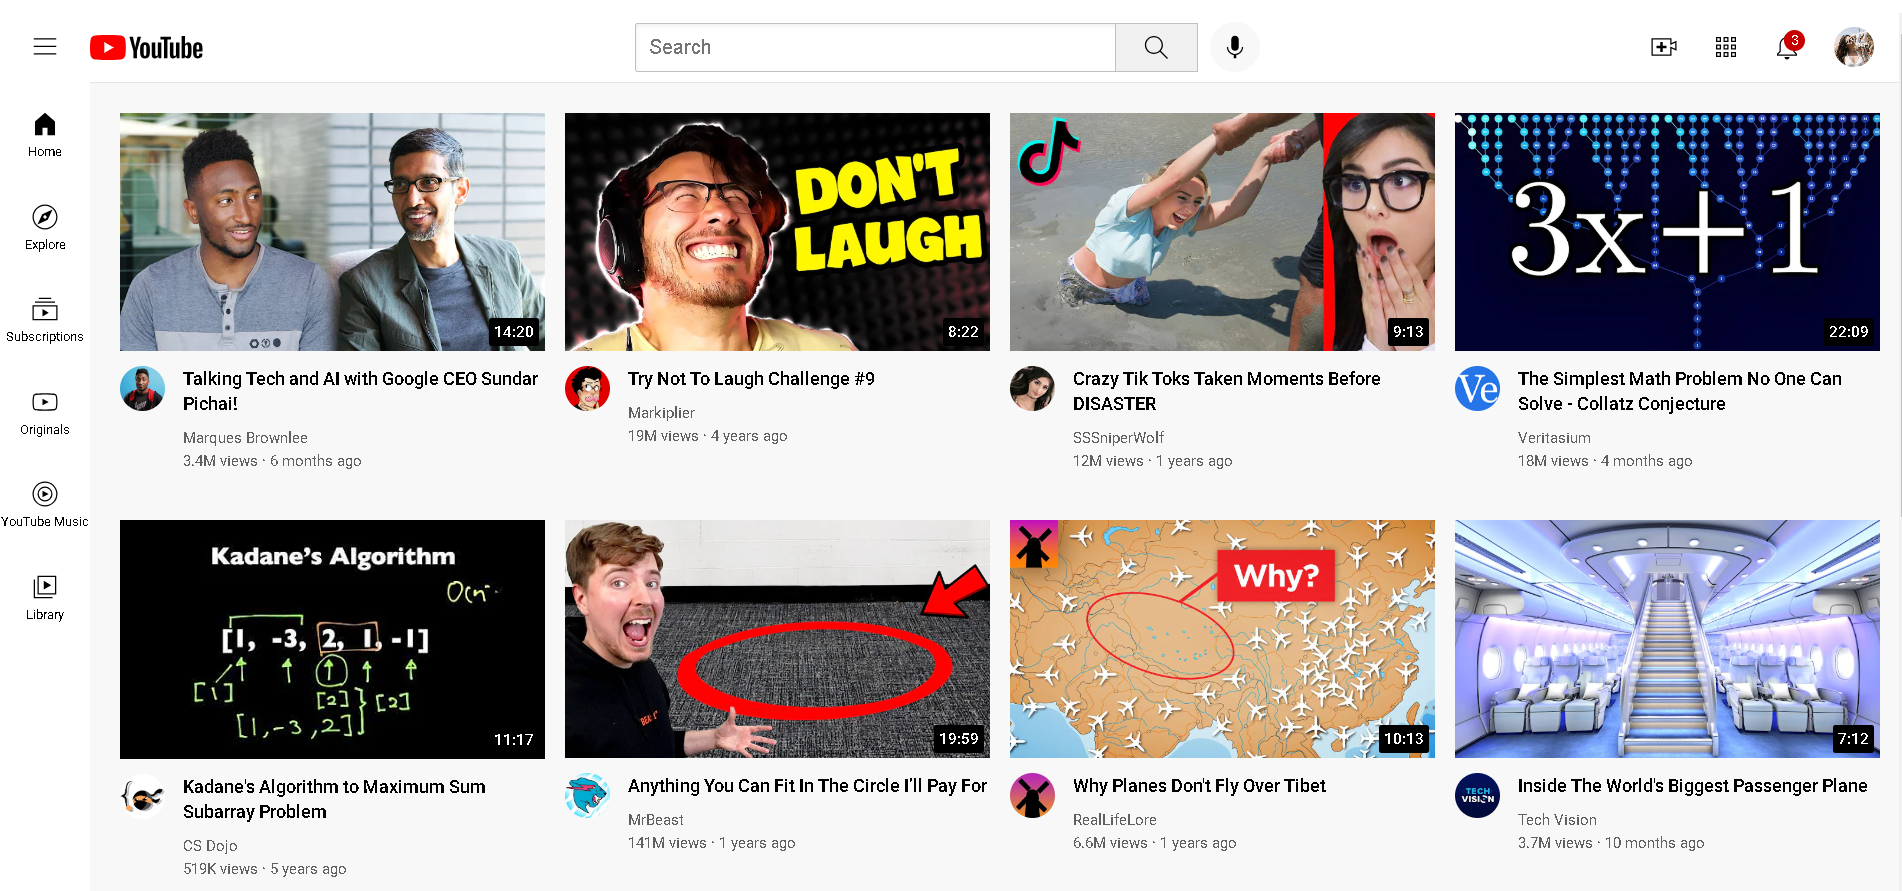 YouTube
Search
3
Home
Explore
Subscriptions
Originals
YouTube Music
Library
DON'T
LAUGH
3x+1
14:20
8:22
9:13
22:09
Talking Tech and AI with Google CEO Sundar
Pichai!
Marques Brownlee
3.4M views · 6 months ago
Try Not To Laugh Challenge #9
Markiplier
19M views · 4 years ago
Crazy Tik Toks Taken Moments Before
DISASTER
SSSniperWolf
12M views · 1 years ago
Ve
The Simplest Math Problem No One Can
Solve - Collatz Conjecture
Veritasium
18M views · 4 months ago
Kadane's Algorithm
[1, -3, 2, 1, -1]
[1]
[2]
[2]
[1, -3, 2]
11:17
19:59
Why?
10:13
7:12
Kadane's Algorithm to Maximum Sum
Subarray Problem
CS Dojo
519K views · 5 years ago
Anything You Can Fit In The Circle I'll Pay For
MrBeast
141M views · 1 years ago
Why Planes Don't Fly Over Tibet
RealLifeLore
6.6M views · 1 years ago
TECH
VISION
Inside The World's Biggest Passenger Plane
Tech Vision
3.7M views · 10 months ago